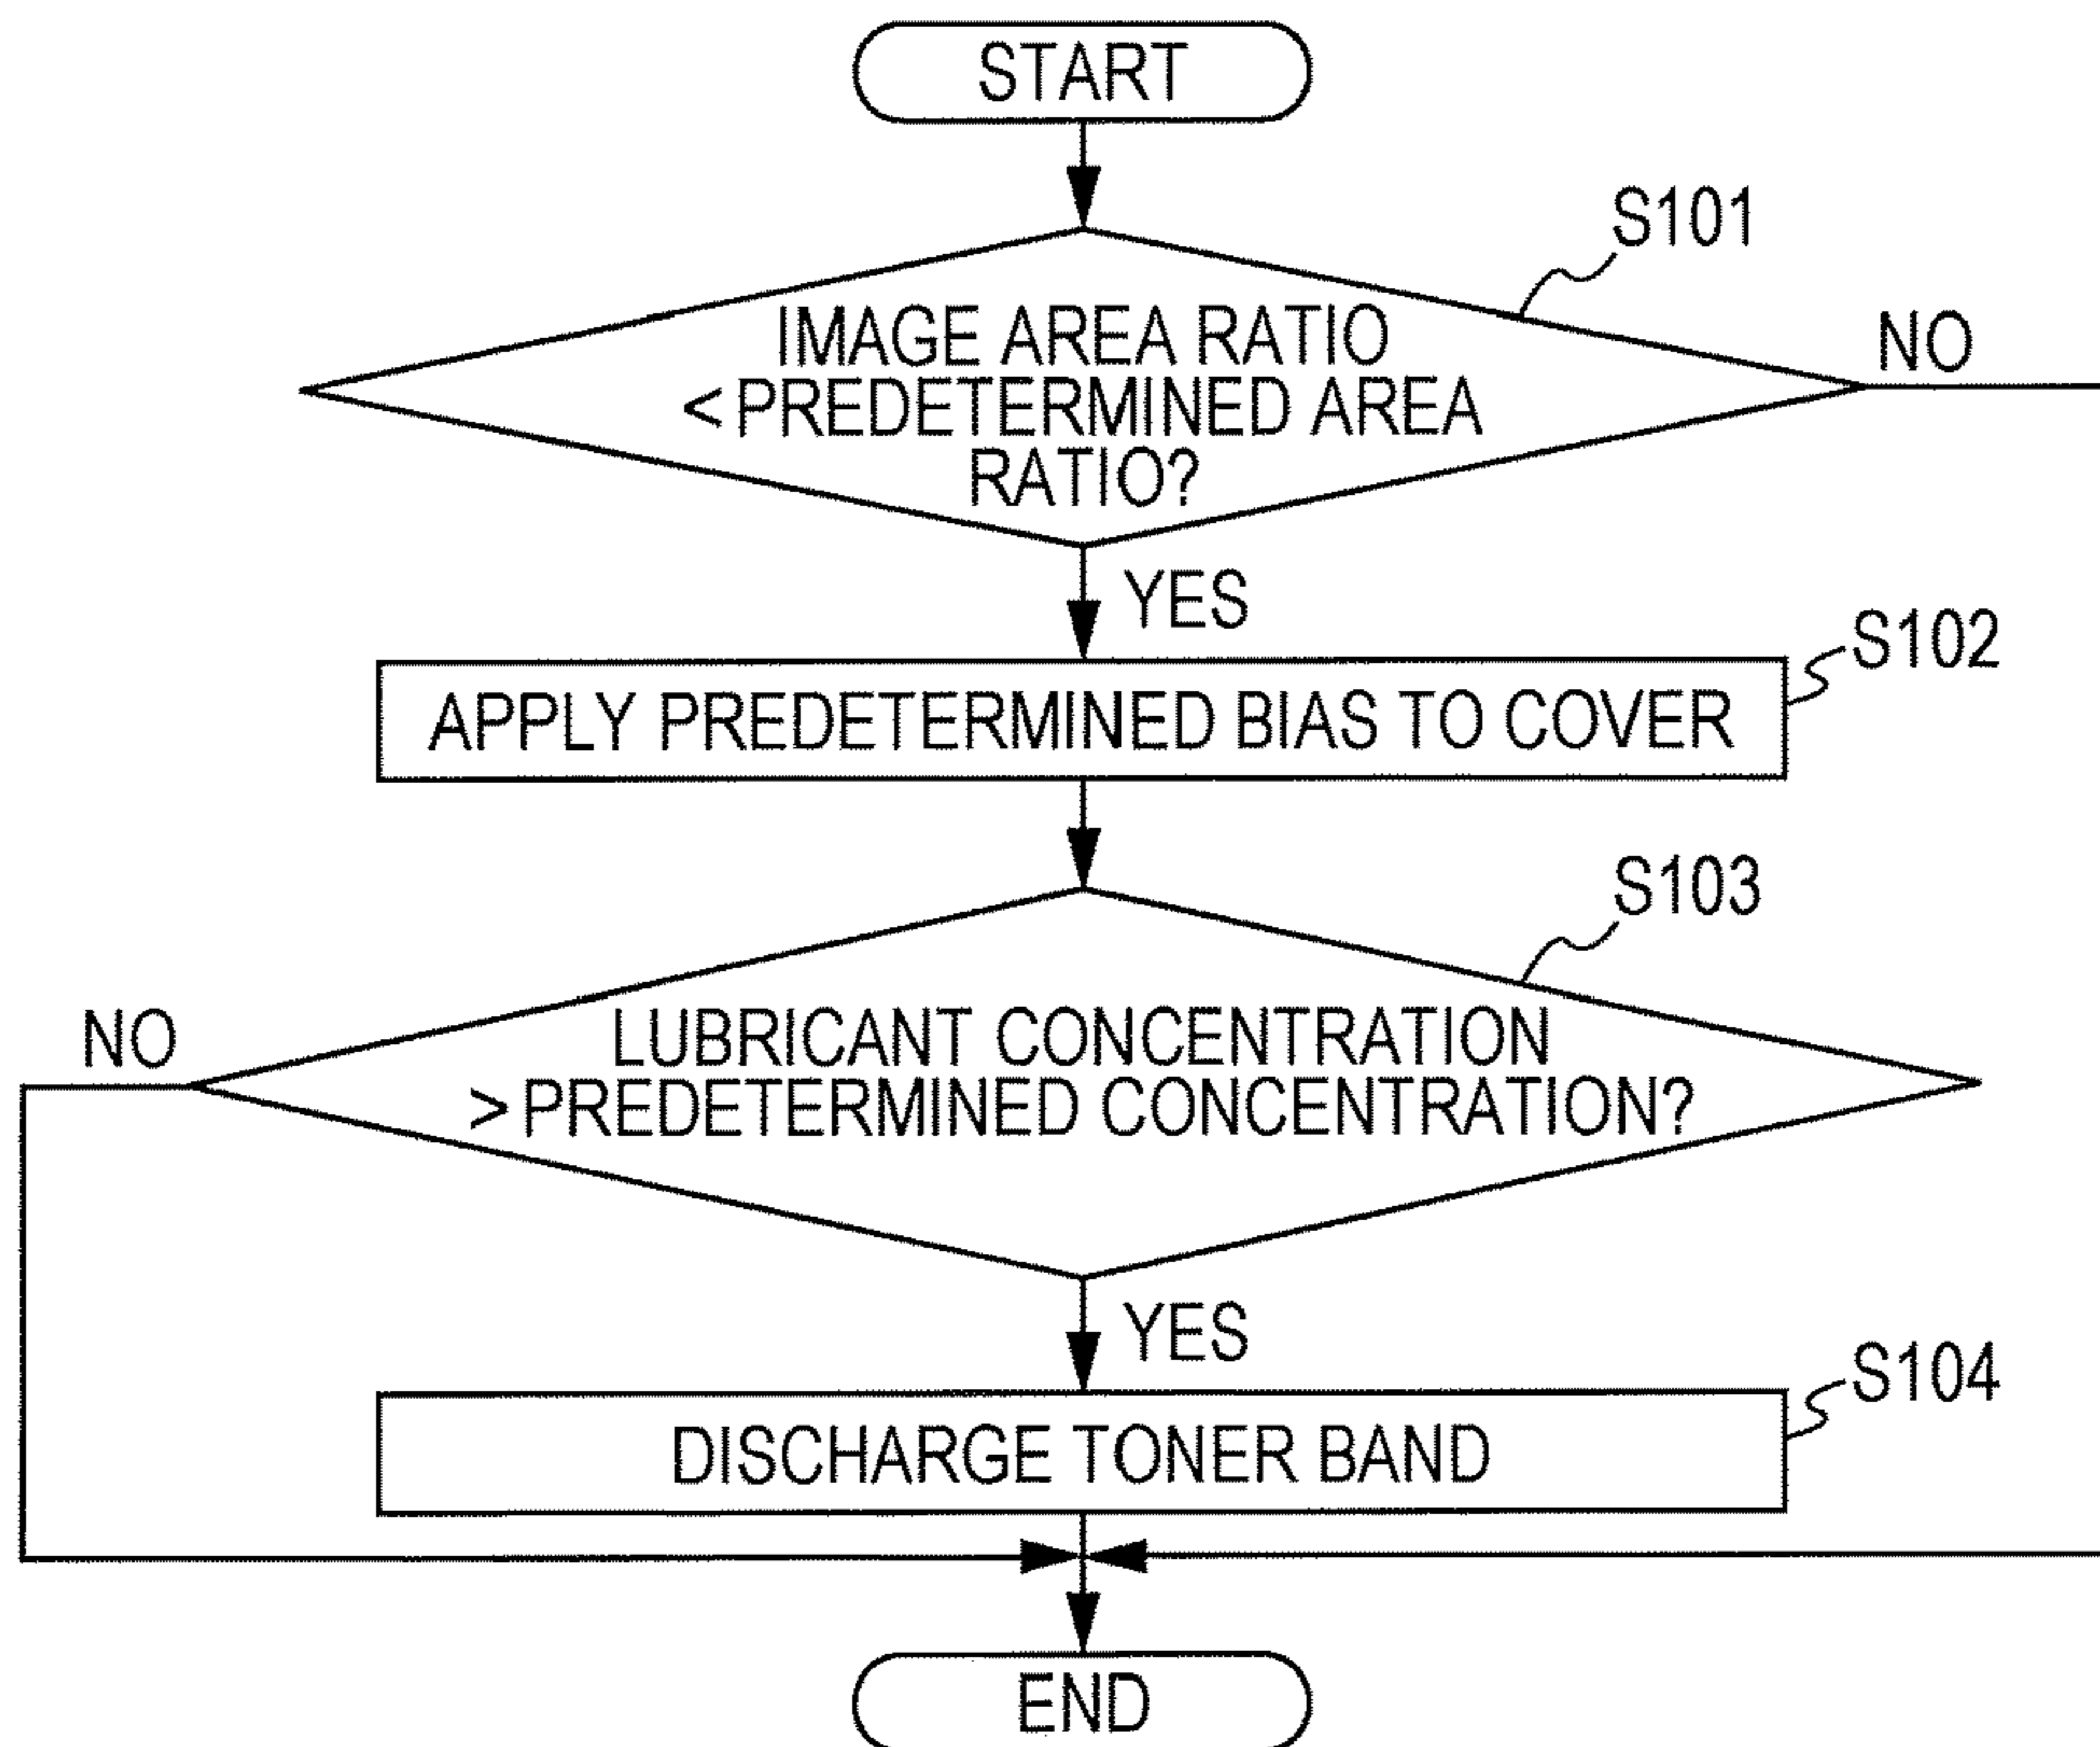 START
S101
IMAGE AREA RATIO
< PREDETERMINED AREA
RATIO?
NO
YES
S102
APPLY PREDETERMINED BIAS TO COVER
S103
NO
LUBRICANT CONCENTRATION
> PREDETERMINED CONCENTRATION?
YES
S104
DISCHARGE TONER BAND
END